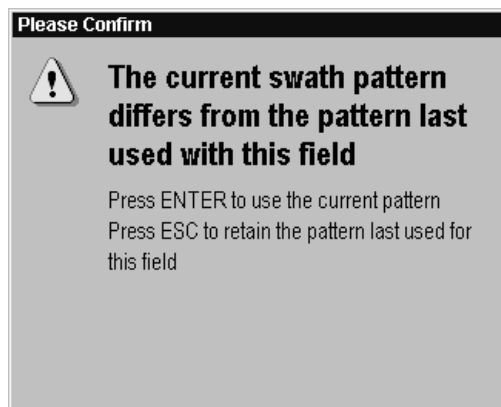 Please Confirm
The current swath pattern
differs from the pattern last
used with this field
Press ENTER to use the current pattern
Press ESC to retain the pattern last used for
this field